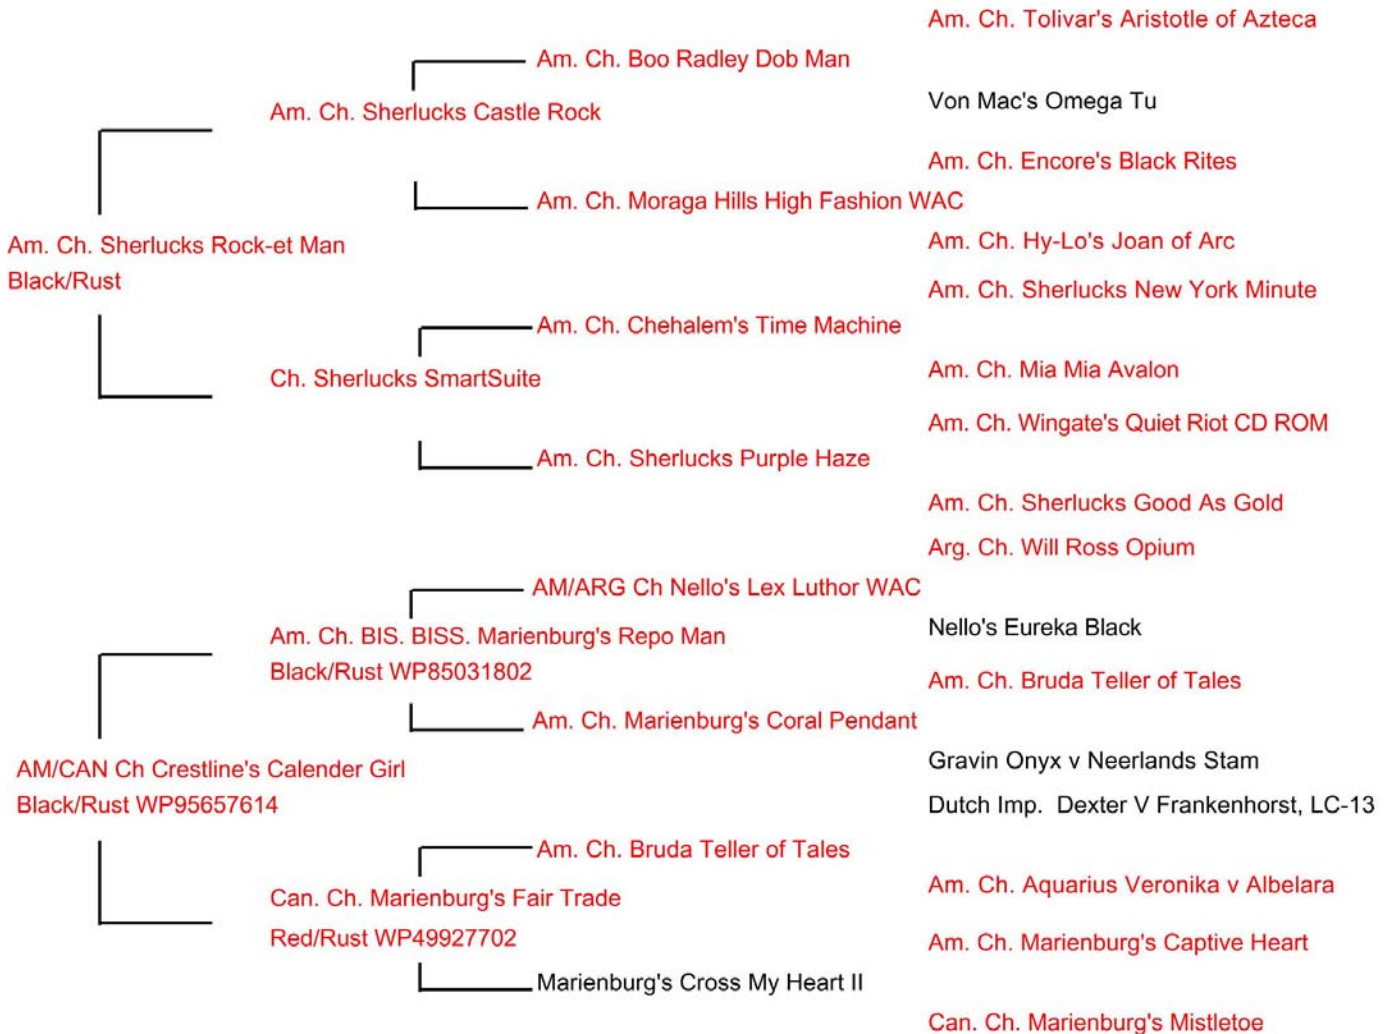 Am. Ch. Tolivar's Aristotle of Azteca
Am. Ch. Boo Radley Dob Man
Von Mac's Omega Tu
Am. Ch. Sherlucks Castle Rock
Am. Ch. Encore's Black Rites
Am. Ch. Moraga Hills High Fashion WAC
Am. Ch. Hy-Lo's Joan of Arc
Am. Ch. Sherlucks Rock-et Man
Black/Rust
Am. Ch. Sherlucks New York Minute
Am. Ch. Chehalem's Time Machine
Am. Ch. Mia Mia Avalon
Ch. Sherlucks SmartSuite
Am. Ch. Wingate's Quiet Riot CD ROM
Am. Ch. Sherlucks Purple Haze
Am. Ch. Sherlucks Good As Gold
Arg. Ch. Will Ross Opium
AM/ARG Ch Nello's Lex Luthor WAC
Nello's Eureka Black
Am. Ch. BIS. BISS. Marienburg's Repo Man
Black/Rust WP85031802
Am. Ch. Bruda Teller of Tales
Am. Ch. Marienburg's Coral Pendant
Gravin Onyx v Neerlands Stam
AM/CAN Ch Crestline's Calender Girl
Black/Rust WP95657614
Dutch Imp. Dexter V Frankenhorst, LC-13
Am. Ch. Bruda Teller of Tales
Am. Ch. Aquarius Veronika v Albelara
Can. Ch. Marienburg's Fair Trade
Red/Rust WP49927702
Am. Ch. Marienburg's Captive Heart
Marienburg's Cross My Heart II
Can. Ch. Marienburg's Mistletoe